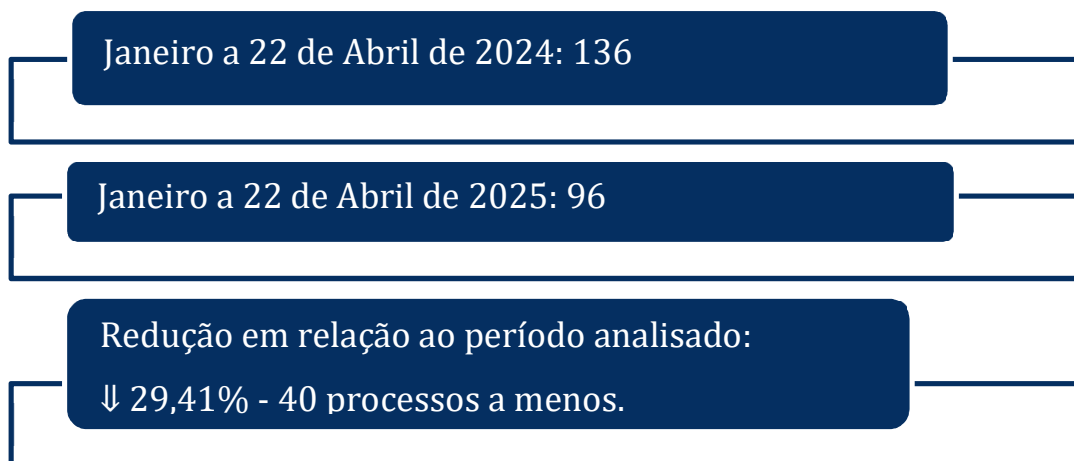 Janeiro a 22 de Abril de 2024: 136
Janeiro a 22 de Abril de 2025: 96
Redução em relação ao período analisado:
⇓ 29,41% - 40 processos a menos.